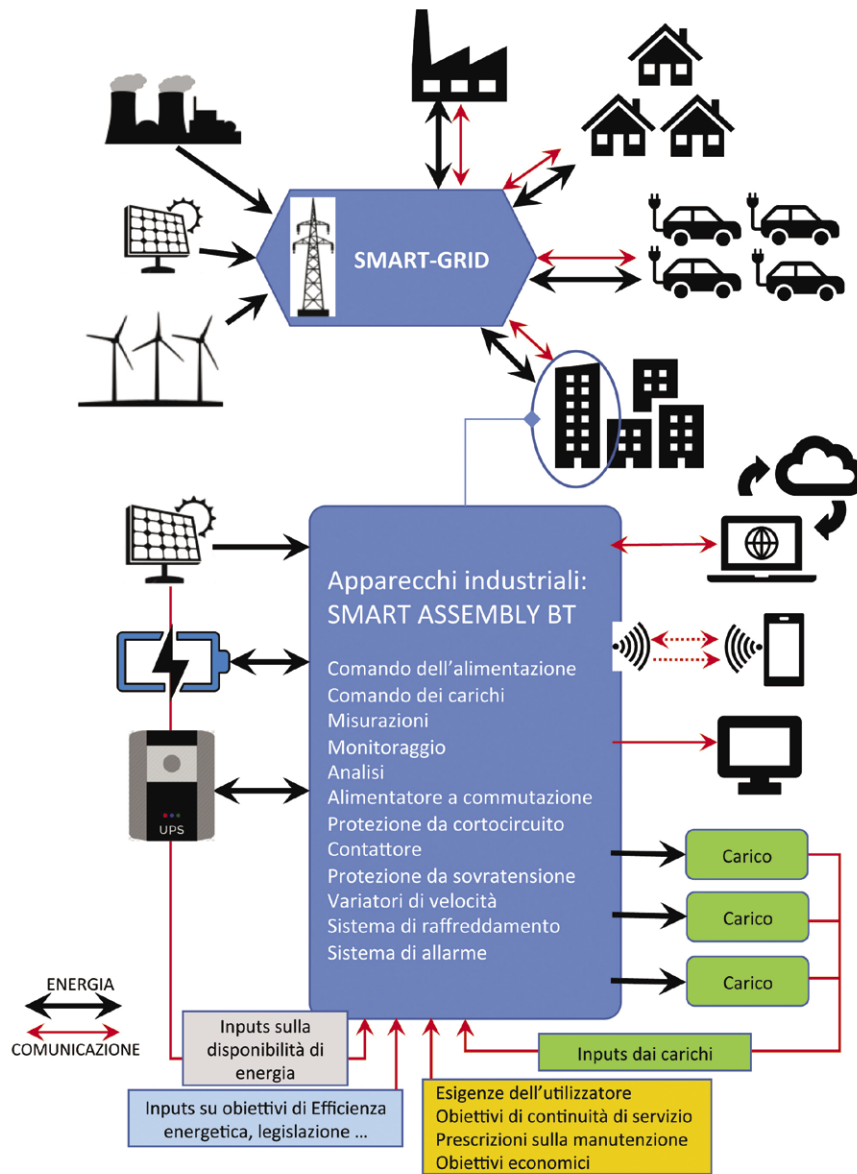 SMART-GRID
Apparecchi industriali:
SMART ASSEMBLY BT
Comando dell'alimentazione
Comando dei carichi
Misurazioni
Monitoraggio
Analisi
Alimentatore a commutazione
Protezione da cortocircuito
Contattore
Protezione da sovratensione
Variatori di velocità
Sistema di raffreddamento
Sistema di allarme
UPS
Carico
Carico
Carico
ENERGIA
COMUNICAZIONE
Inputs sulla
disponibilità di
energia
Inputs dai carichi
Inputs su obiettivi di Efficienza
energetica, legislazione ...
Esigenze dell'utilizzatore
Obiettivi di continuità di servizio
Prescrizioni sulla manutenzione
Obiettivi economici